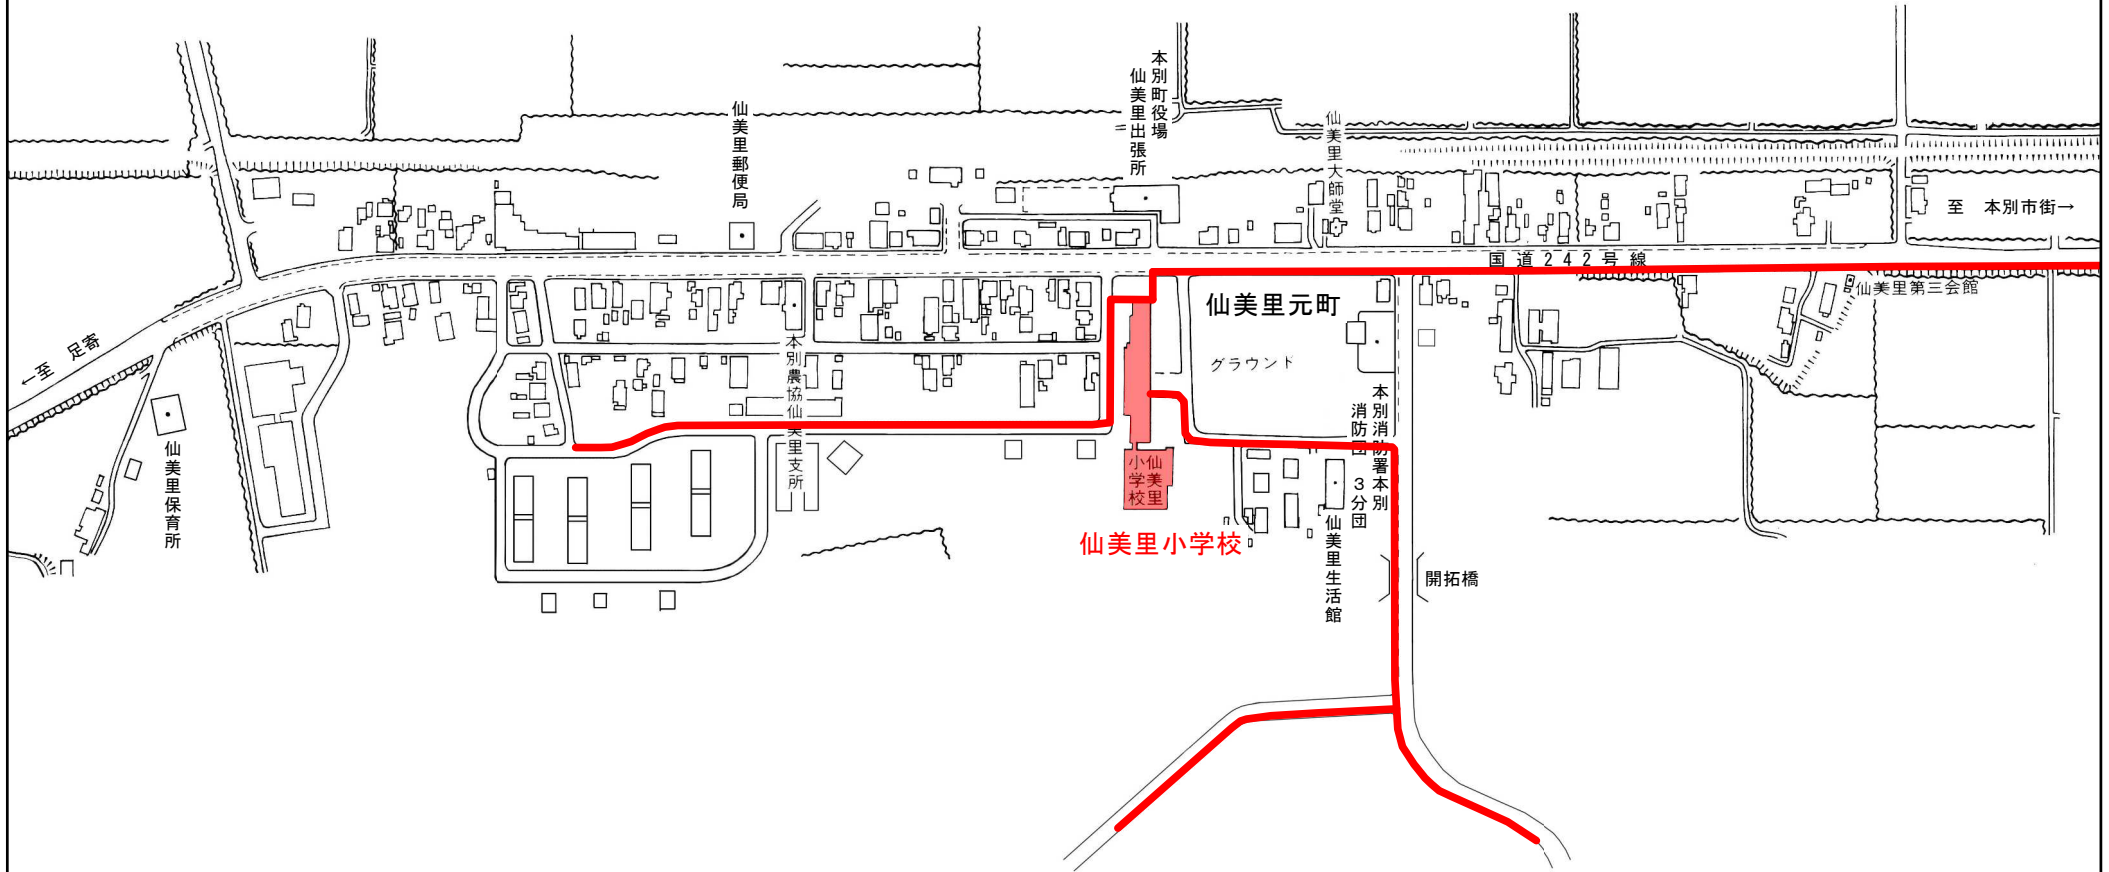 本別町役場
仙美里出張所
仙美里郵便局
仙美里大師堂
至 本別市街→
国道242号線
仙美里第三会館
仙美里元町
グラウンド
←至 足寄
本別農協仙美里支所
本別消防署本別
消防団 3分団
仙美里保育所
仙美里
小学校
仙美里小学校
仙美里生活館
開拓橋